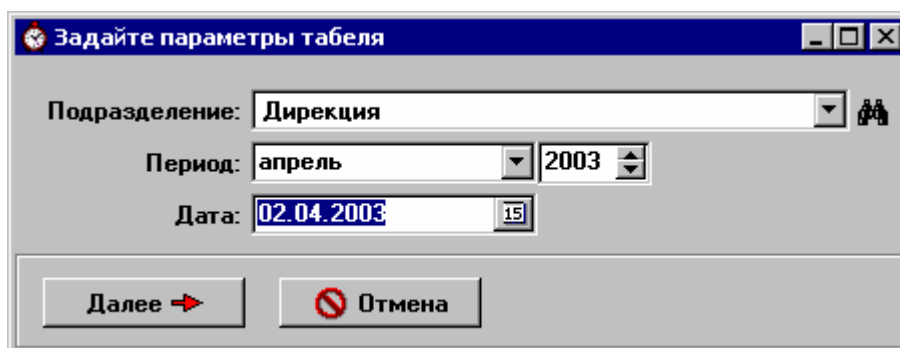 Задайте параметры табеля
Подразделение: Дирекция
Период: апрель 2003
Дата: 02.04.2003 15
Далее Отмена